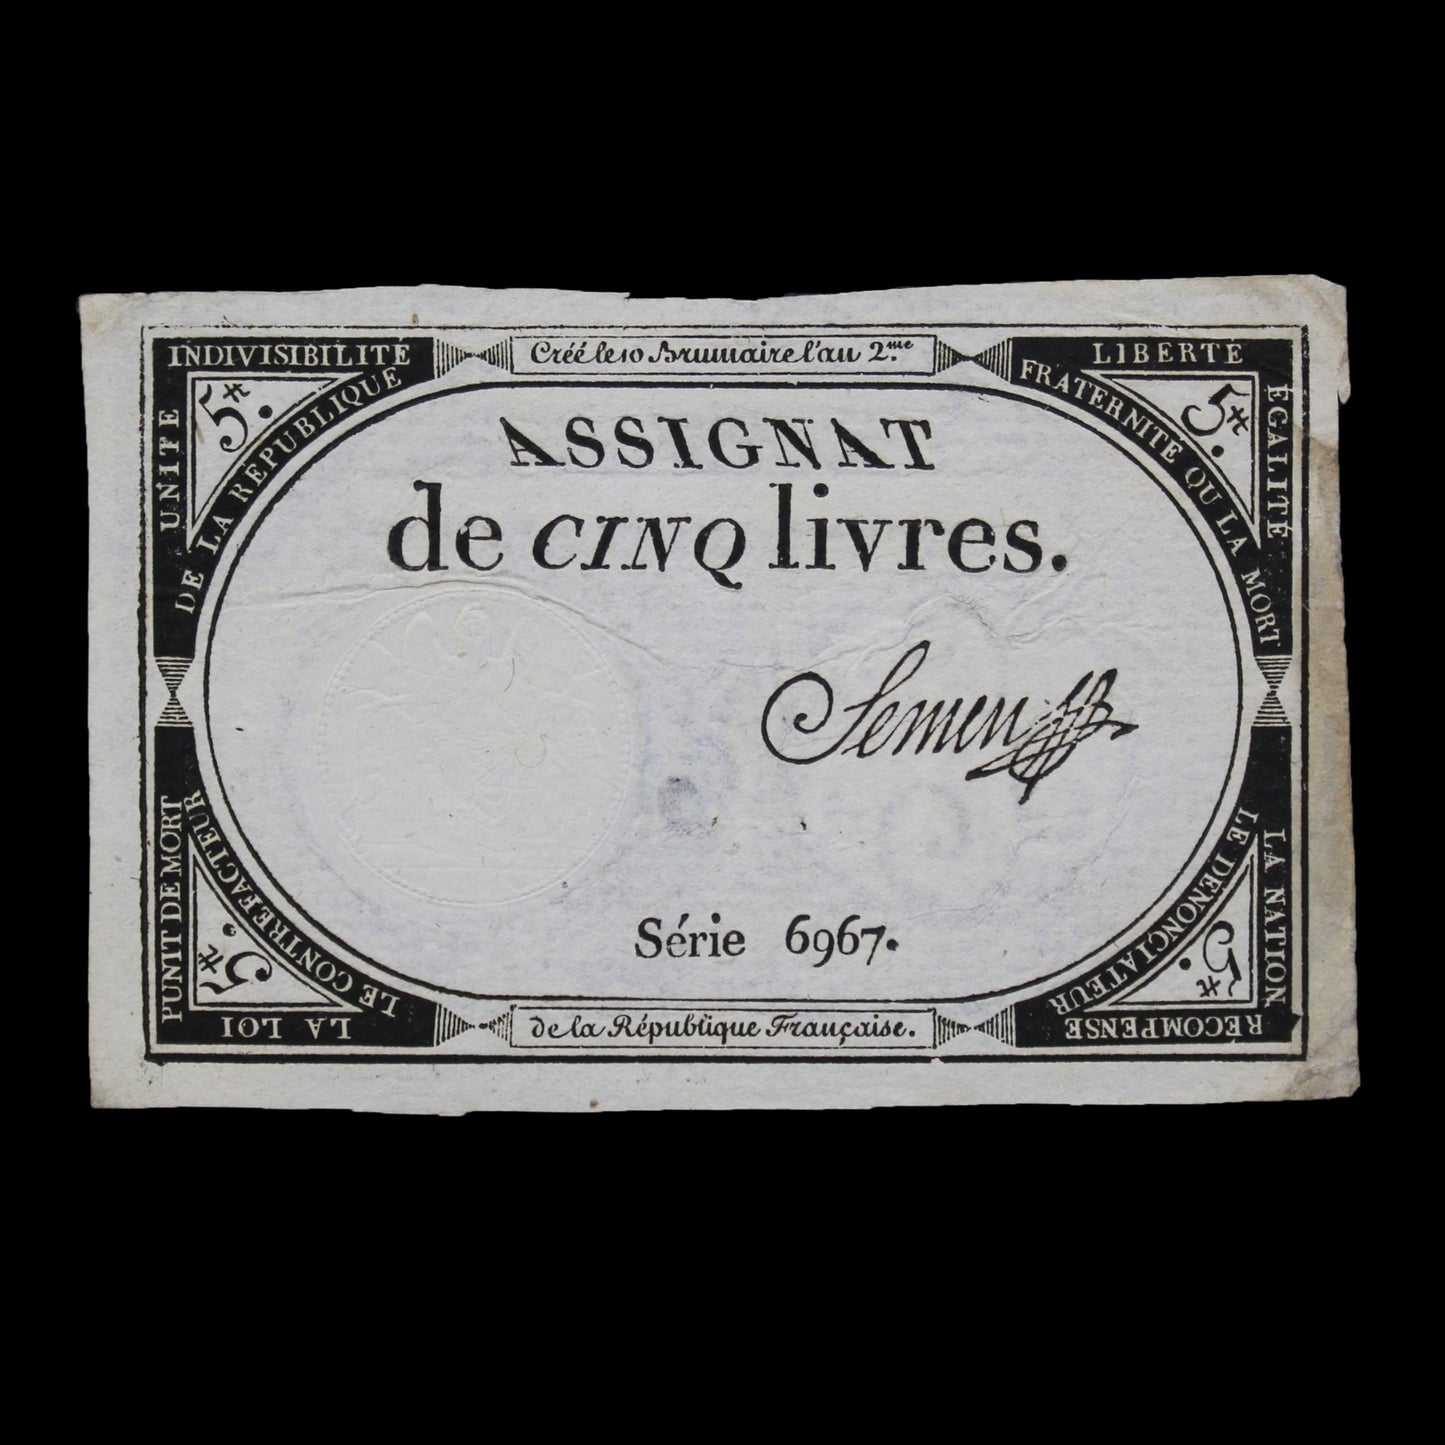 INDIVISIBILITÉ
UNITÉ
DE LA RÉPUBLIQUE
5₶.
Créé le 10 Brumaire l'an 2.me
LIBERTÉ
ÉGALITÉ
FRATERNITÉ OU LA MORT
5₶.
ASSIGNAT
de CINQ livres.
Semen
Série 6967.
PUNIT DE MORT
LE CONTREFACTEUR
LA LOI
5₶.
de la République Française.
LA NATION
LE DÉNONCIATEUR
RÉCOMPENSE
5₶.